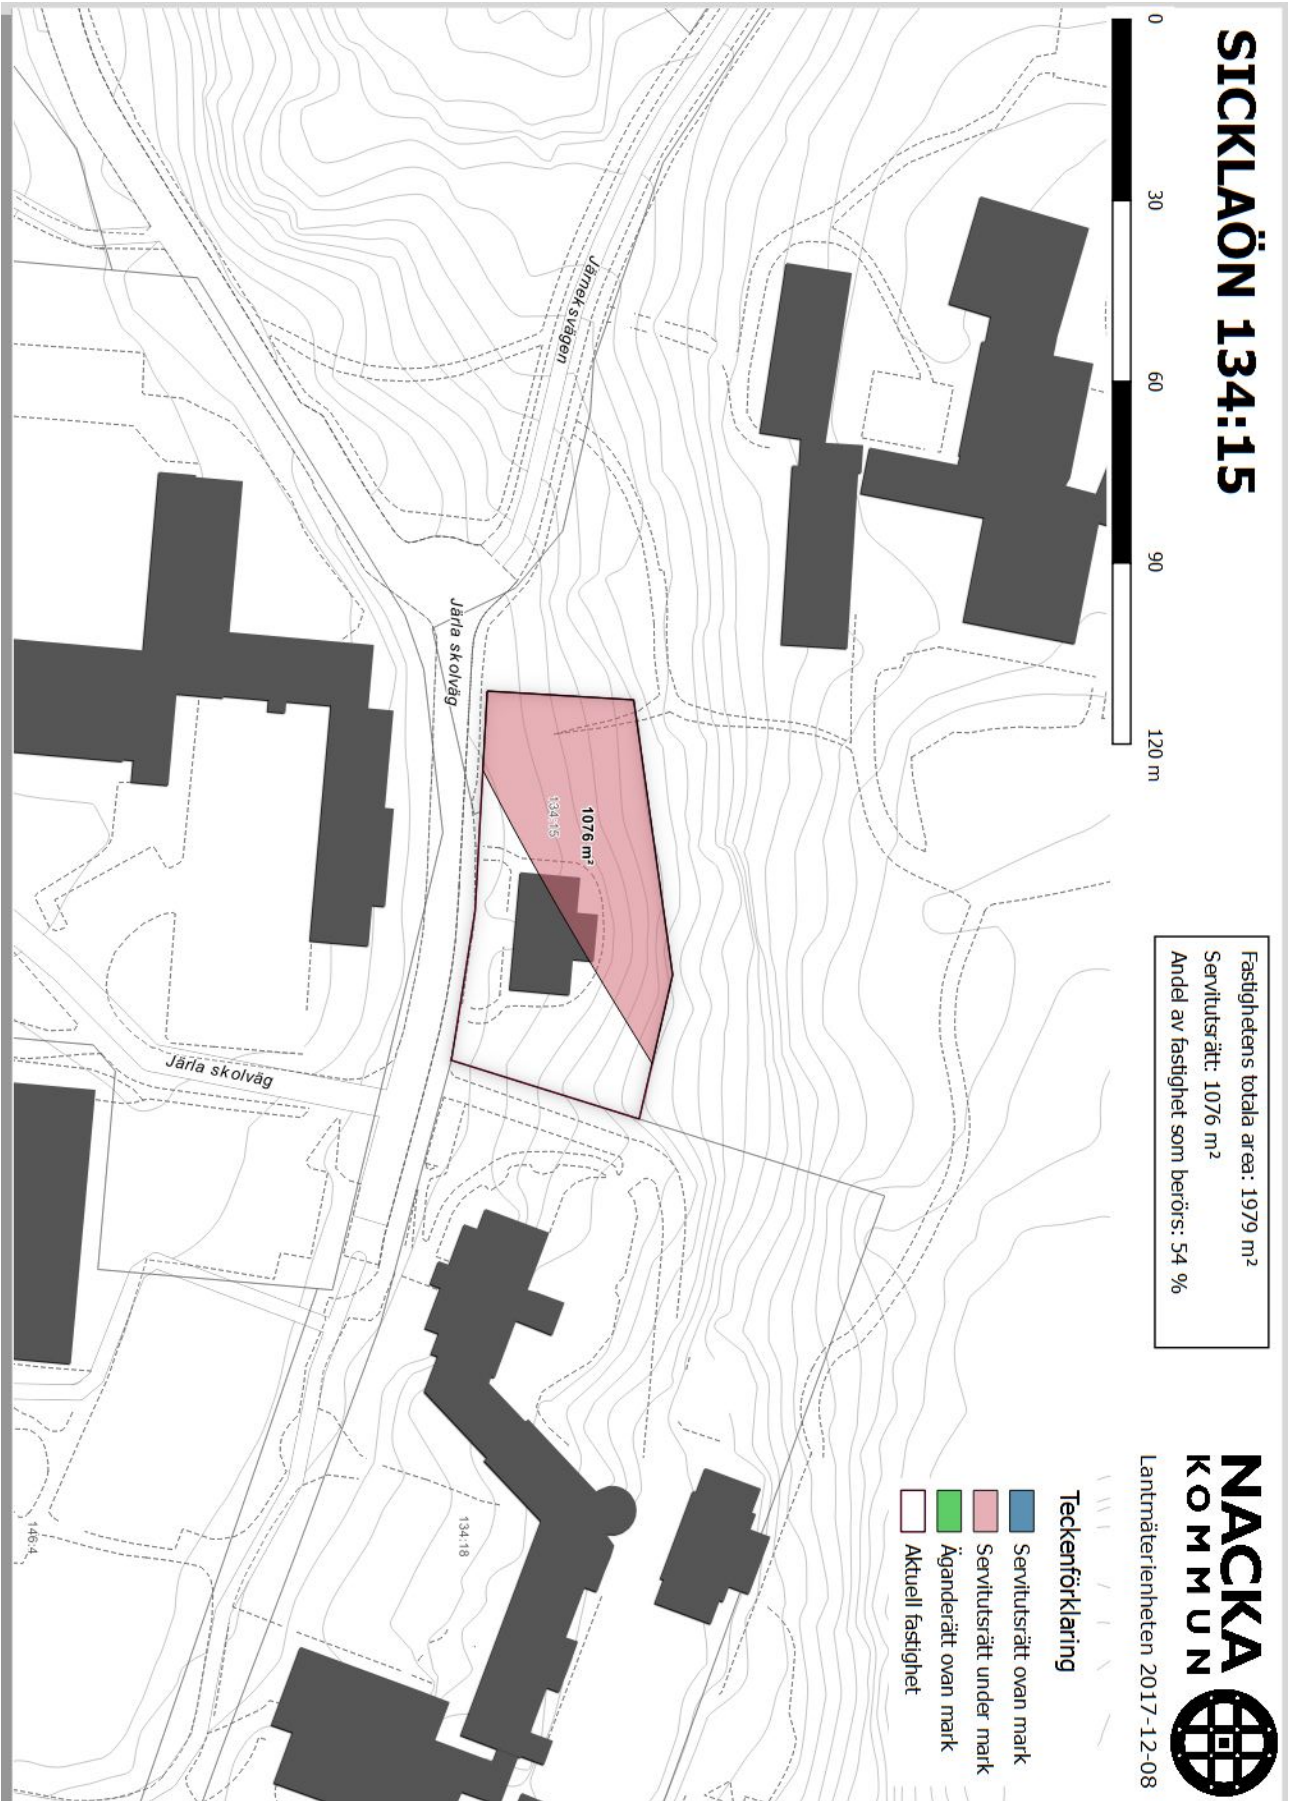 SICKLAÖN 134:15
0 30 60 90 120 m
Fastighetens totala area: 1979 m²
Servitutsrätt: 1076 m²
Andel av fastighet som berörs: 54 %
NACKA
KOMMUN
Lantmäterienheten 2017-12-08
Teckenförklaring
Servitutsrätt ovan mark
Servitutsrätt under mark
Äganderätt ovan mark
Aktuell fastighet
Järneksvägen
1076 m²
134:15
Järla skolväg
Järla skolväg
134:18
146:4